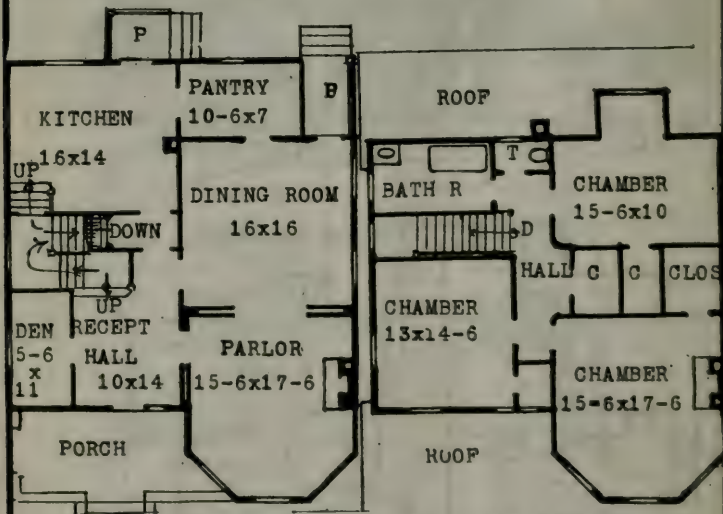 P
PANTRY
10-6x7
B
KITCHEN
16x14
UP
DOWN
DINING ROOM
16x16
UP
DEN
5-6
x
11
RECEPT
HALL
10x14
PARLOR
15-6x17-6
PORCH
ROOF
BATH R
T
CHAMBER
15-6x10
D
HALL
C
C
CLOS
CHAMBER
13x14-6
CHAMBER
15=6x17-6
ROOF